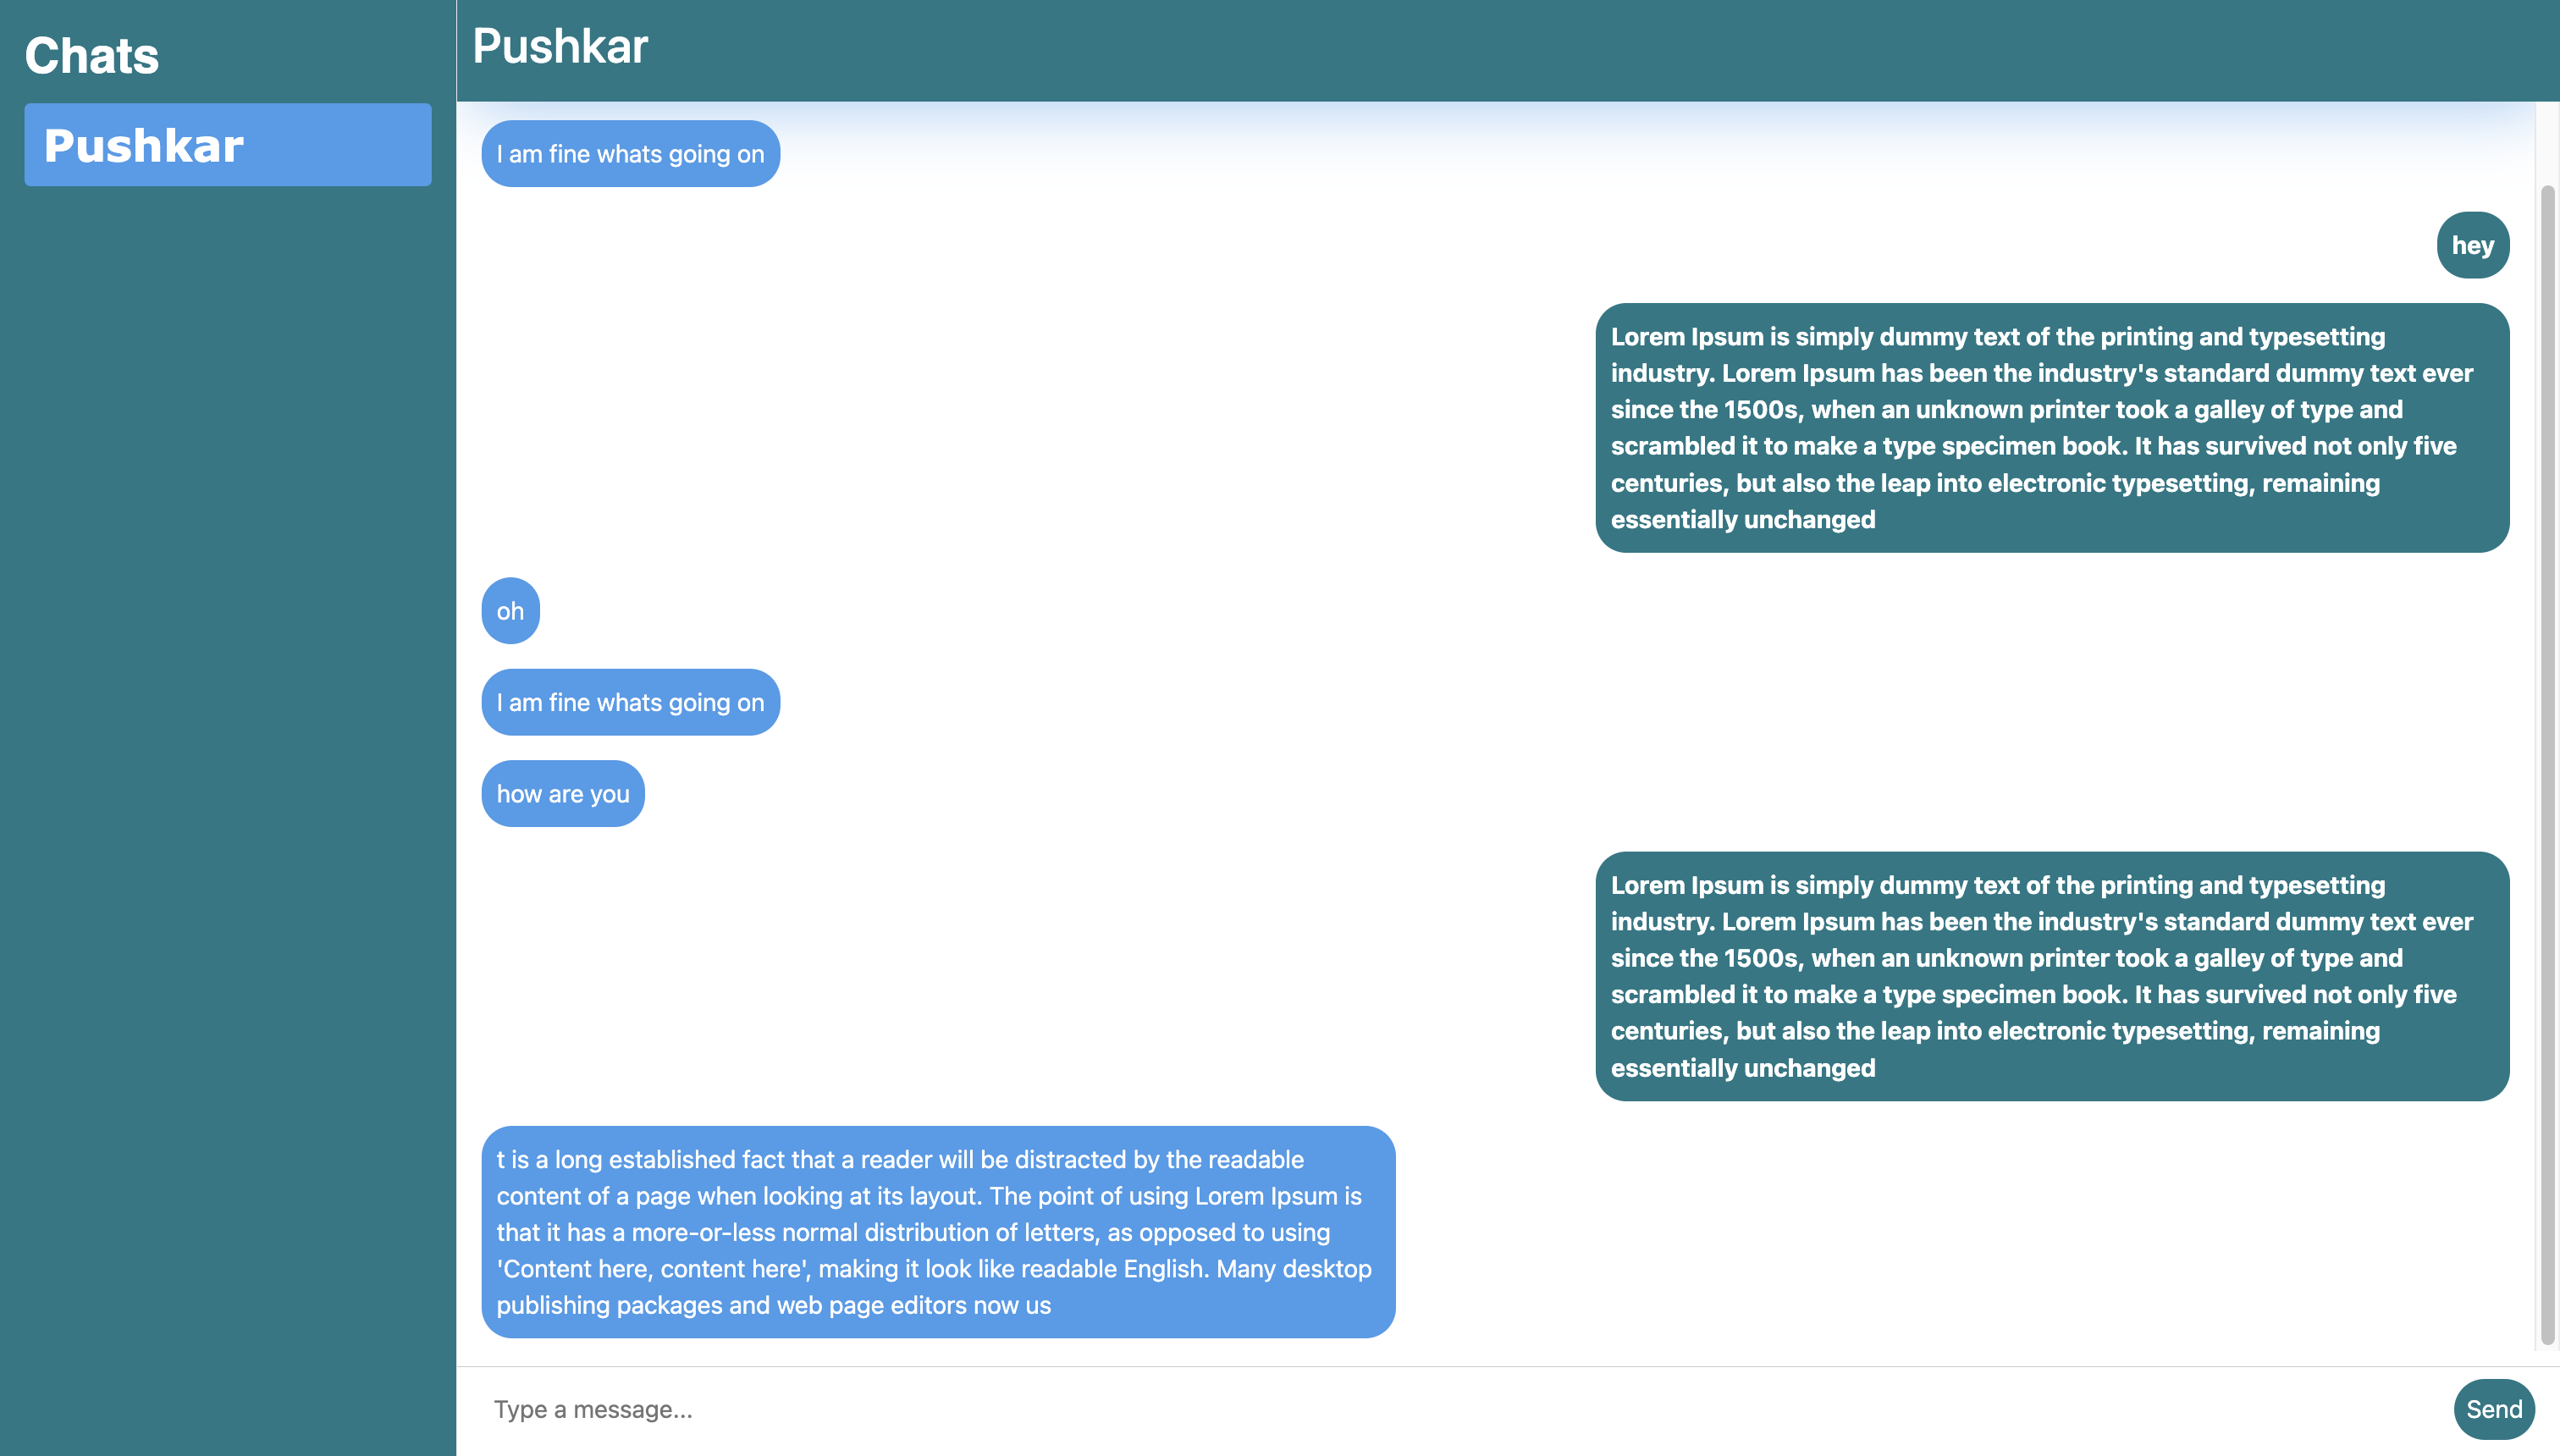 Chats
Pushkar
Pushkar
I am fine whats going on
hey
Lorem Ipsum is simply dummy text of the printing and typesetting
industry. Lorem Ipsum has been the industry's standard dummy text ever
since the 1500s, when an unknown printer took a galley of type and
scrambled it to make a type specimen book. It has survived not only five
centuries, but also the leap into electronic typesetting, remaining
essentially unchanged
oh
I am fine whats going on
how are you
Lorem Ipsum is simply dummy text of the printing and typesetting
industry. Lorem Ipsum has been the industry's standard dummy text ever
since the 1500s, when an unknown printer took a galley of type and
scrambled it to make a type specimen book. It has survived not only five
centuries, but also the leap into electronic typesetting, remaining
essentially unchanged
t is a long established fact that a reader will be distracted by the readable
content of a page when looking at its layout. The point of using Lorem Ipsum is
that it has a more-or-less normal distribution of letters, as opposed to using
'Content here, content here', making it look like readable English. Many desktop
publishing packages and web page editors now us
Type a message...
Send